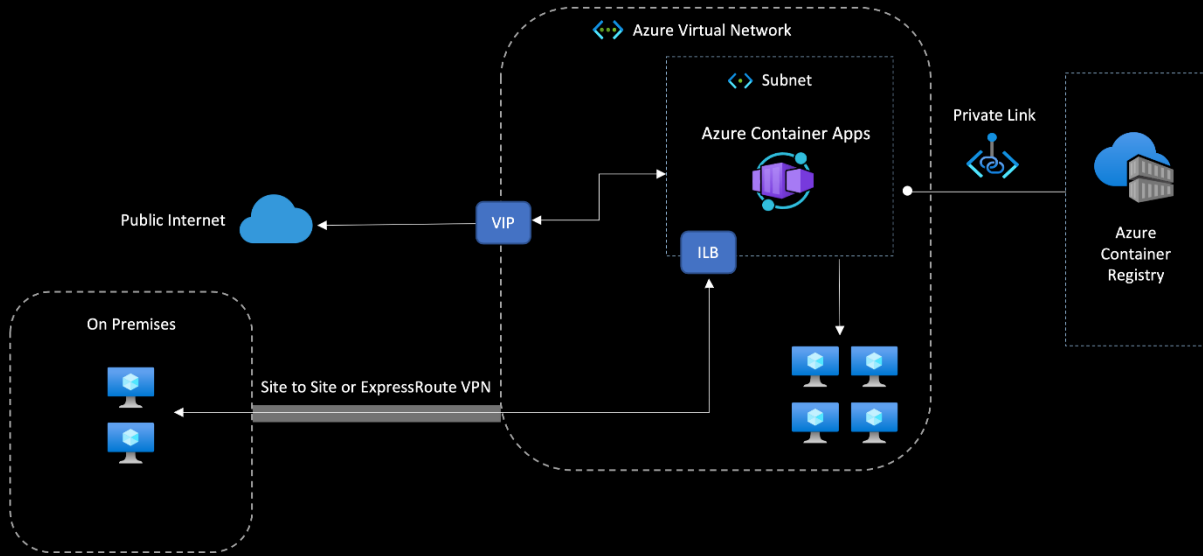 Azure Virtual Network
Subnet
Azure Container Apps
Private Link
Public Internet
VIP
ILB
Azure
Container
Registry
On Premises
Site to Site or ExpressRoute VPN